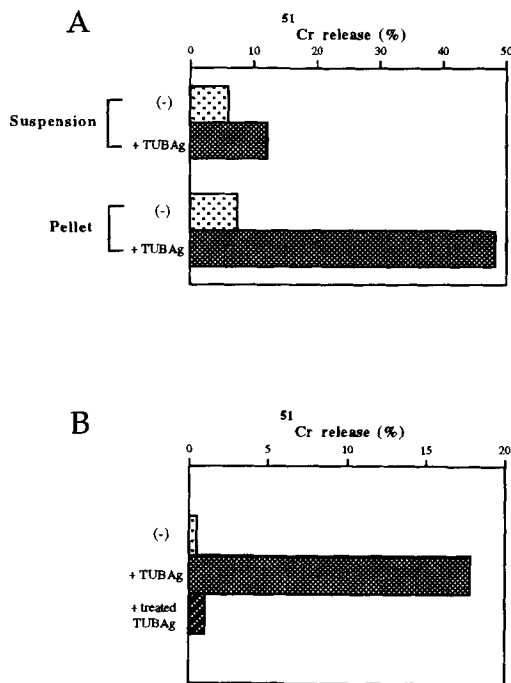 A
51
Cr release (%)
0 10 20 30 40 50
(-)
Suspension
+ TUBAg
(-)
Pellet
+ TUBAg
B
51
Cr release (%)
0 5 10 15 20
(-)
+ TUBAg
+ treated
TUBAg